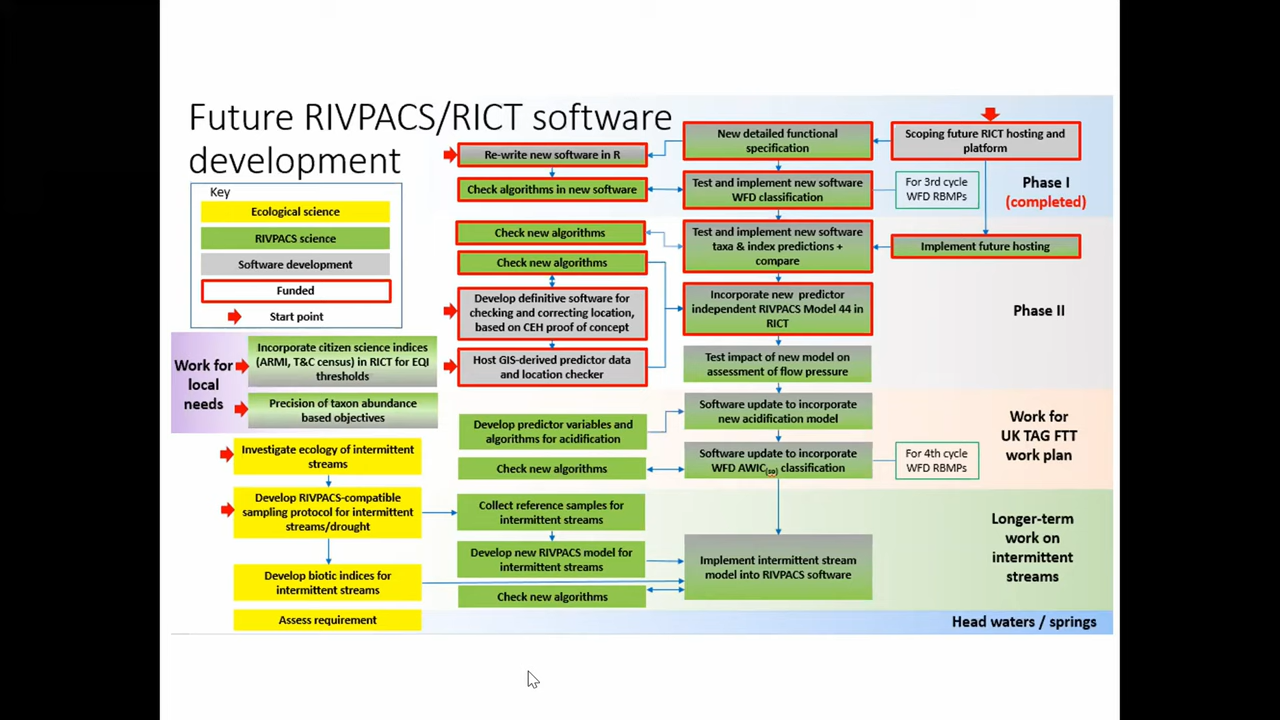 Future RIVPACS/RICT software
development
Key
Ecological science
RIVPACS science
Software development
Funded
Start point
Re-write new software in R
Check algorithms in new software
New detailed functional
specification
Scoping future RICT hosting and
platform
Test and implement new software
WFD classification
For 3rd cycle
WFD RBMPs
Phase I
(completed)
Check new algorithms
Check new algorithms
Test and implement new software
taxa & index predictions +
compare
Implement future hosting
Develop definitive software for
checking and correcting location,
based on CEH proof of concept
Incorporate new predictor
independent RIVPACS Model 44 in
RICT
Phase II
Host GIS-derived predictor data
and location checker
Test impact of new model on
assessment of flow pressure
Work for
local
needs
Incorporate citizen science indices
(ARMI, T&C census) in RICT for EQI
thresholds
Precision of taxon abundance
based objectives
Develop predictor variables and
algorithms for acidification
Software update to incorporate
new acidification model
Check new algorithms
Software update to incorporate
WFD AWIC(sp) classification
For 4th cycle
WFD RBMPs
Work for
UK TAG FTT
work plan
Investigate ecology of intermittent
streams
Develop RIVPACS-compatible
sampling protocol for intermittent
streams/drought
Develop biotic indices for
intermittent streams
Assess requirement
Collect reference samples for
intermittent streams
Develop new RIVPACS model for
intermittent streams
Check new algorithms
Implement intermittent stream
model into RIVPACS software
Longer-term
work on
intermittent
streams
Head waters / springs